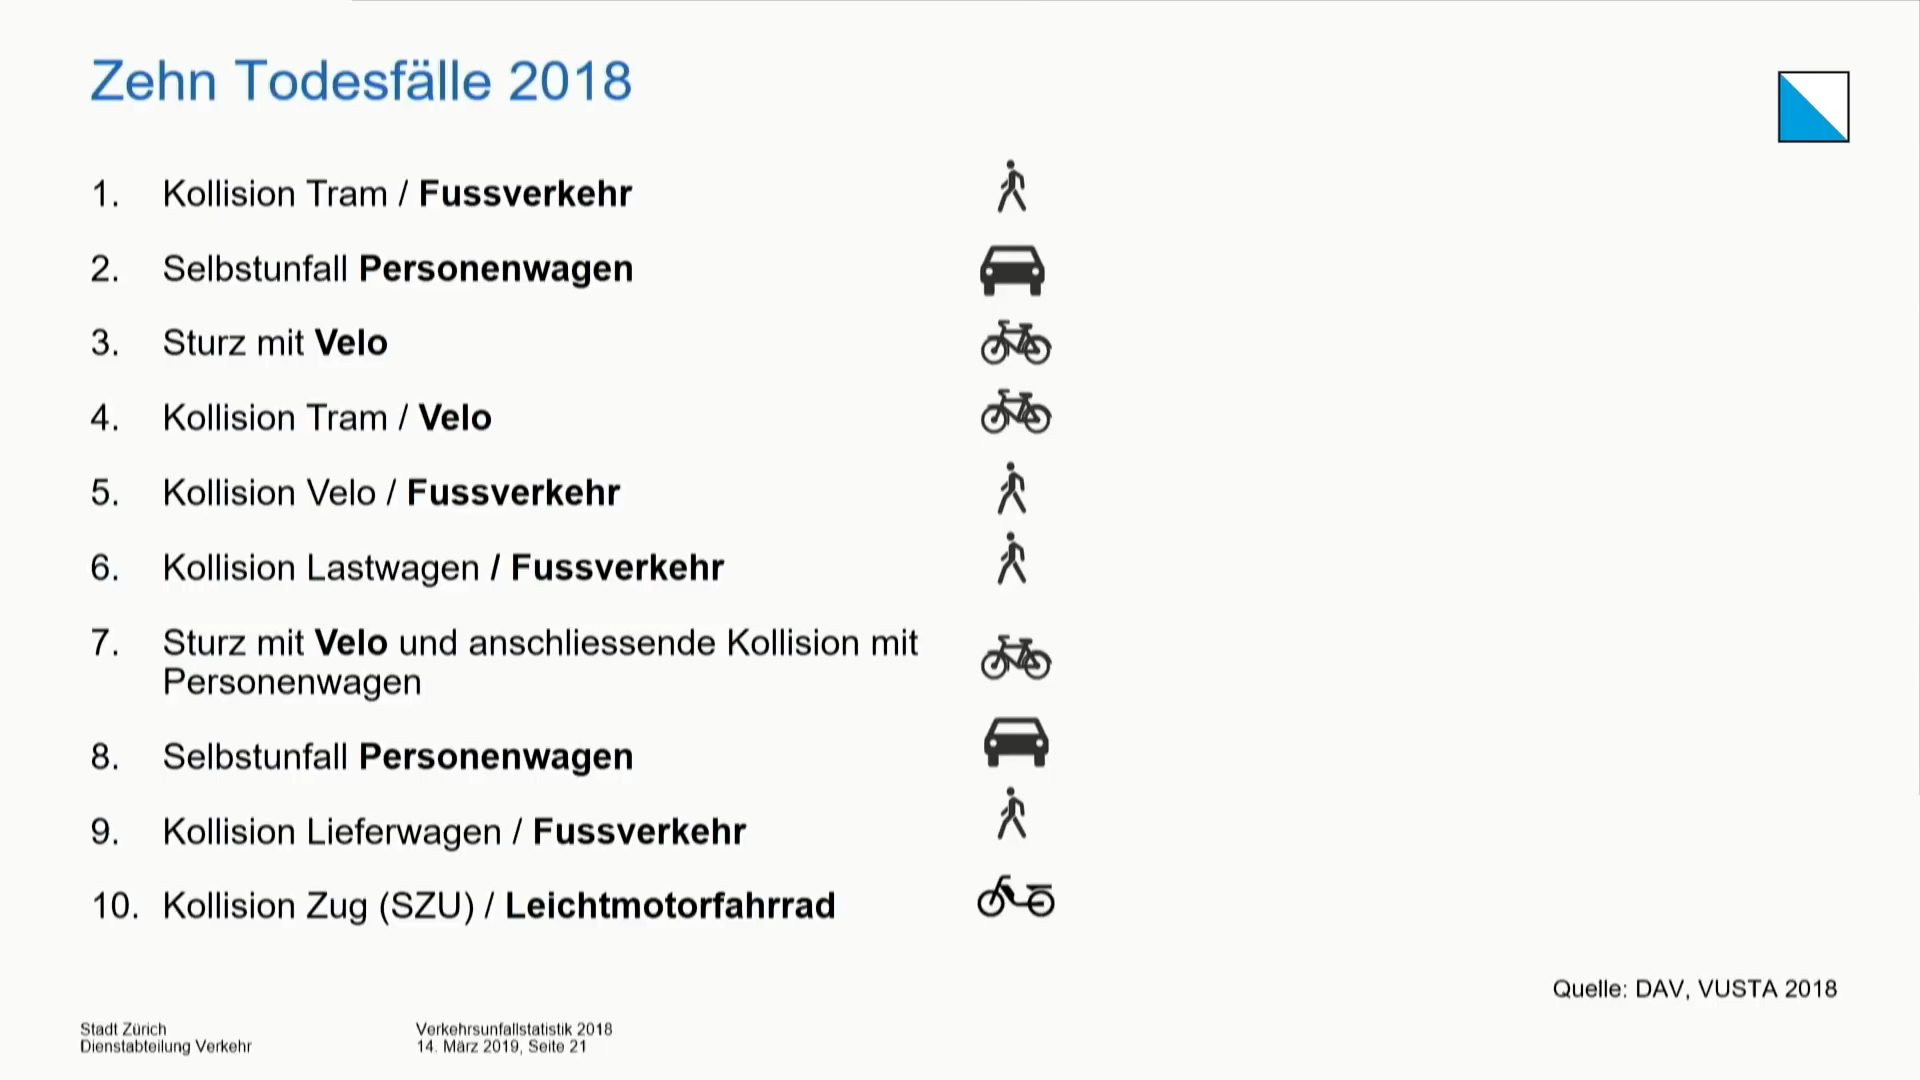 Zehn Todesfälle 2018
1. Kollision Tram / Fussverkehr
2. Selbstunfall Personenwagen
3. Sturz mit Velo
4. Kollision Tram / Velo
5. Kollision Velo / Fussverkehr
6. Kollision Lastwagen / Fussverkehr
7. Sturz mit Velo und anschliessende Kollision mit
Personenwagen
8. Selbstunfall Personenwagen
9. Kollision Lieferwagen / Fussverkehr
10. Kollision Zug (SZU) / Leichtmotorfahrrad
Quelle: DAV, VUSTA 2018
Stadt Zürich
Dienstabteilung Verkehr
Verkehrsunfallstatistik 2018
14. März 2019, Seite 21